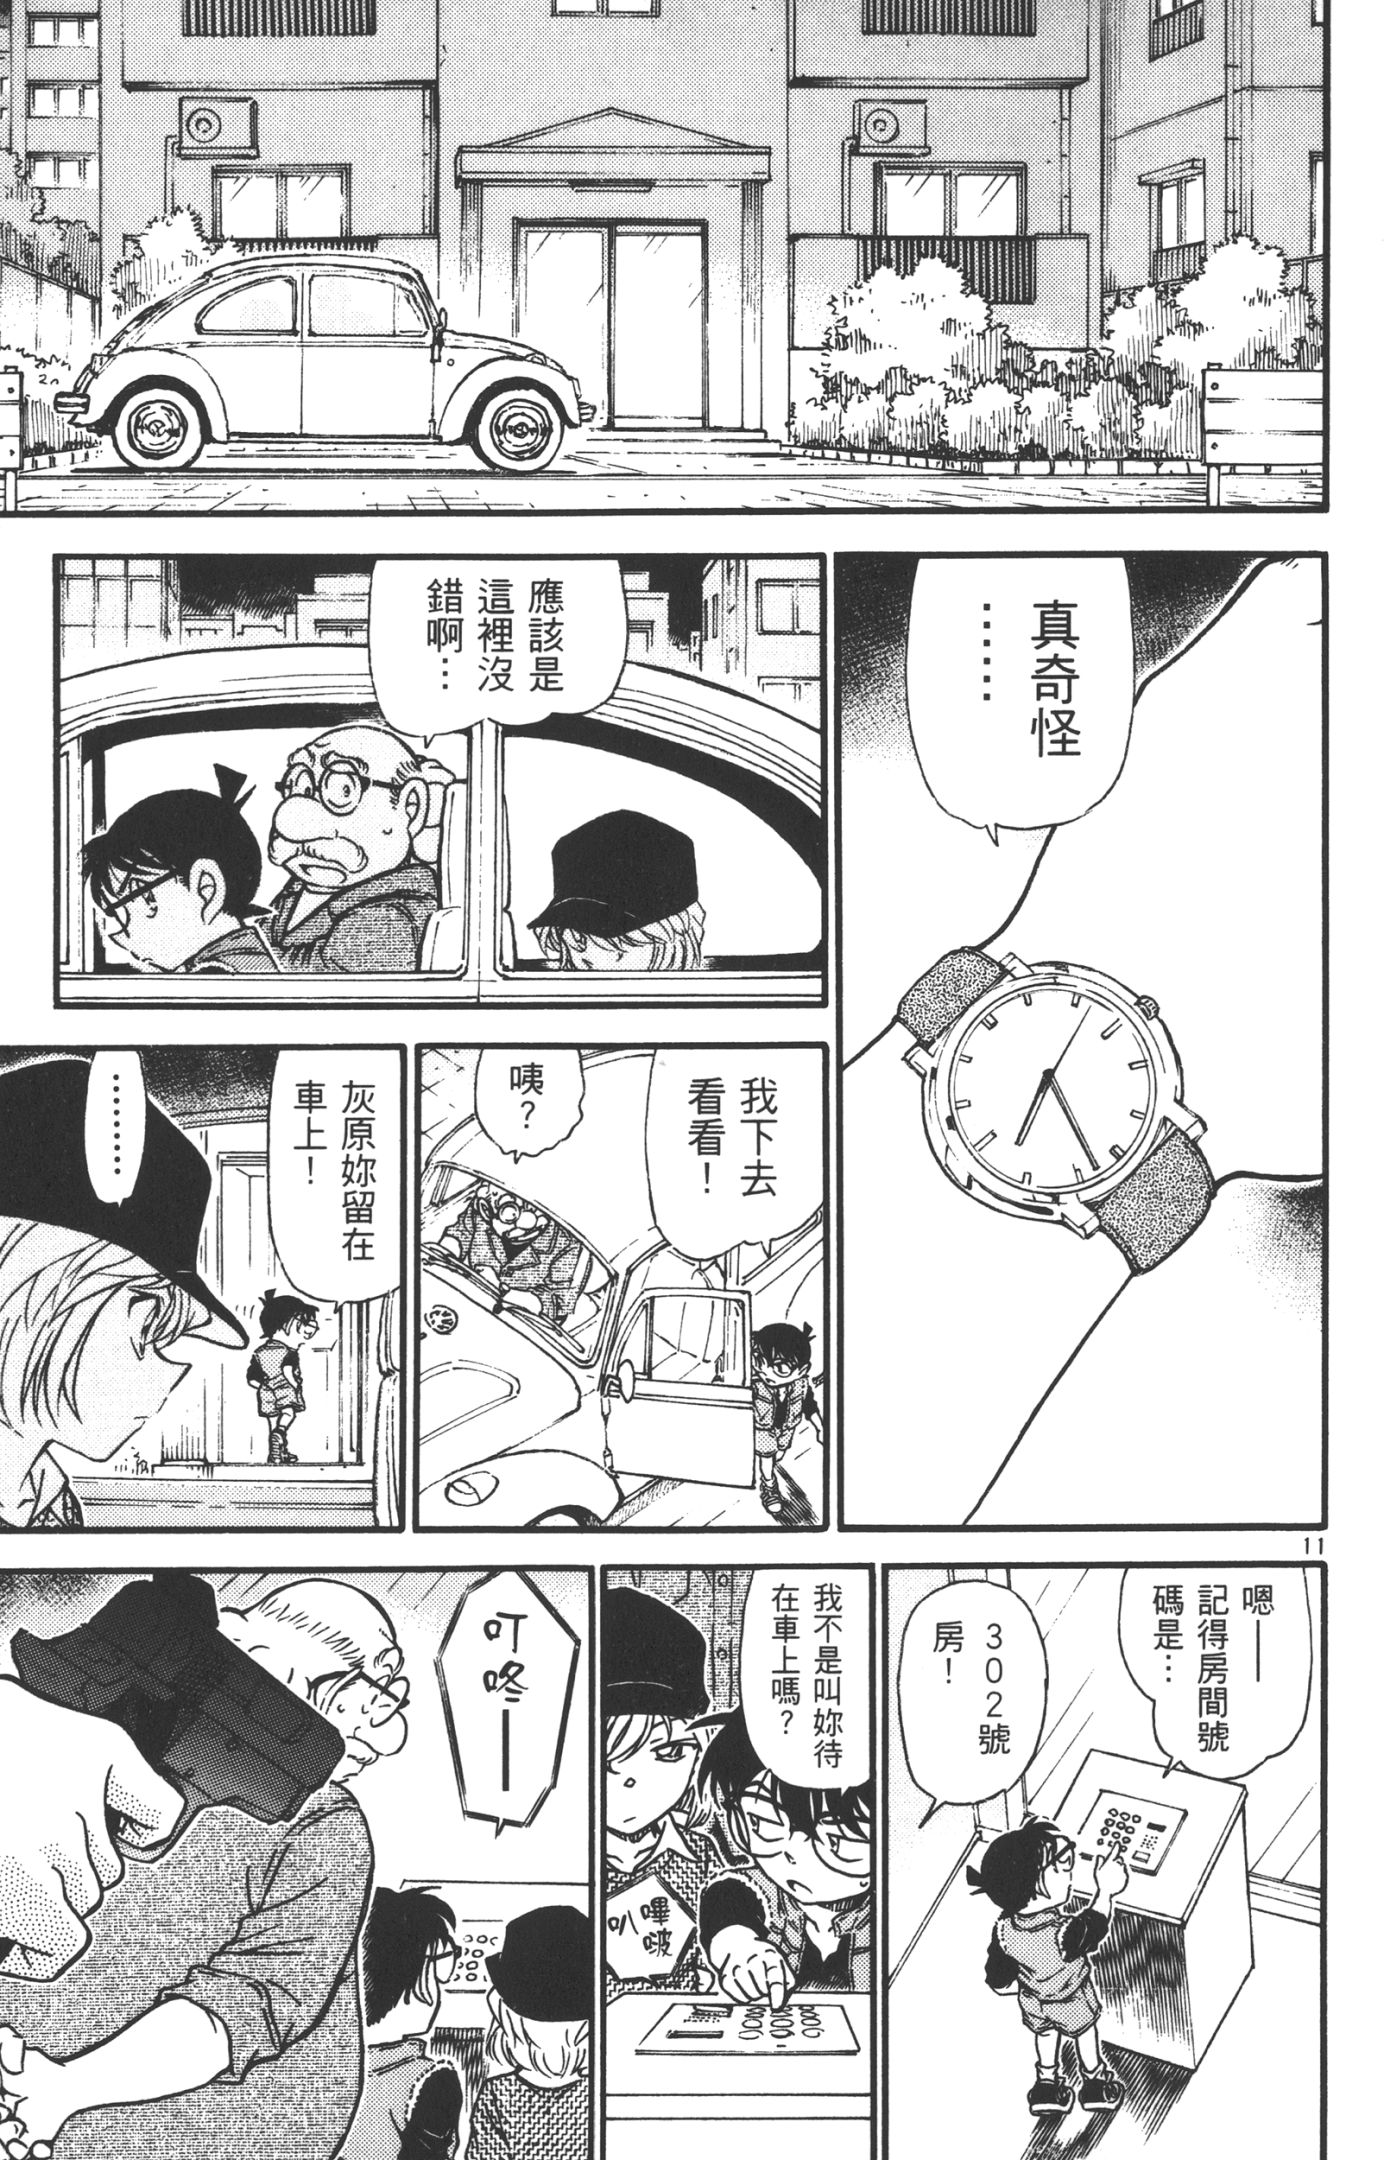 真奇怪
⋯⋯
應該是
這裡沒
錯啊⋯
我下去
看看！
咦？
灰原妳留在
車上！
⋯⋯⋯
11
嗯——
記得房間號
碼是⋯
302號
房！
我不是叫妳待
在車上嗎？
嗶啵
叭
叮咚——